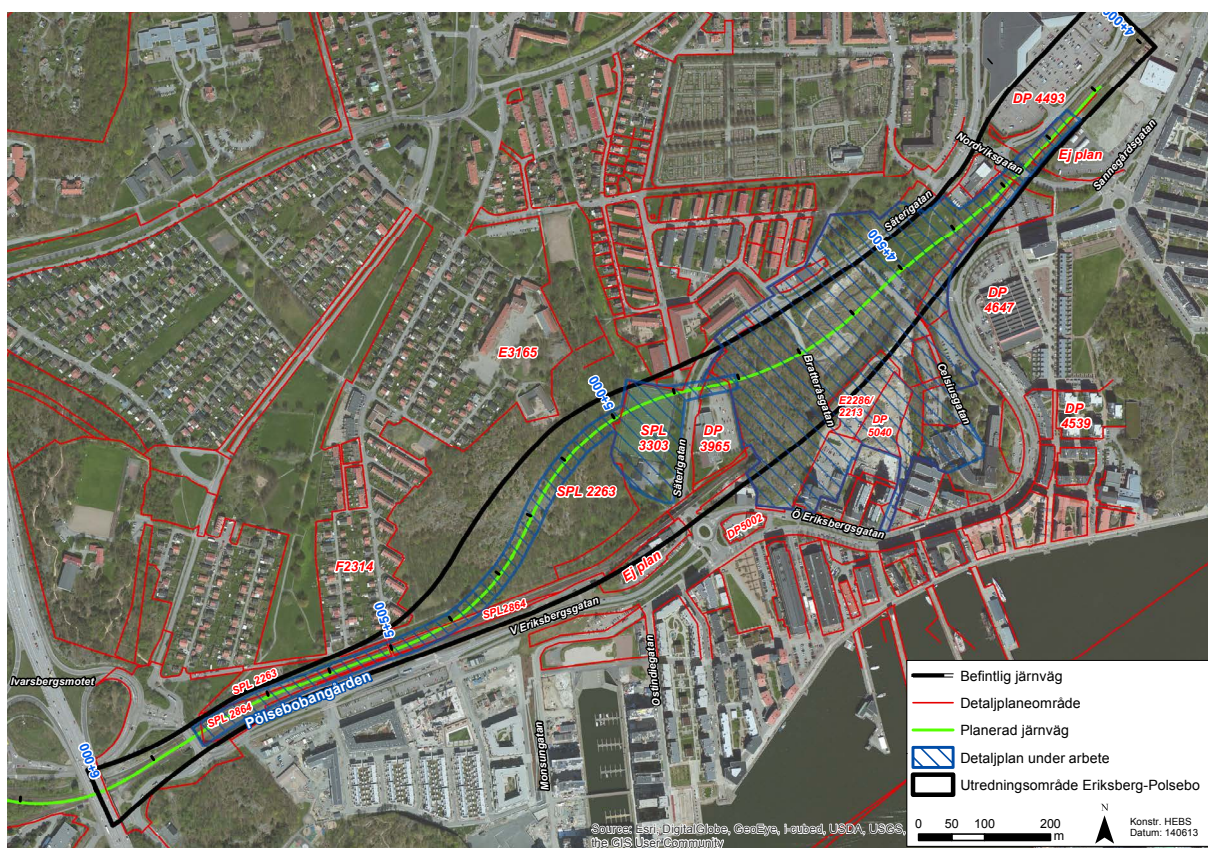 4+000
DP 4493
Nordviksgatan
Ej plan
Sannegårdsgatan
Säterigatan
4+500
DP
4647
E3165
Bratteråsgatan
Celsiusgatan
5+000
E2286/
2213
DP
5040
DP
4539
SPL
3303
DP
3965
Säterigatan
SPL 2263
Ö Eriksbergsgatan
DP5002
Ej plan
F2314
SPL2864
5+500
V Eriksbergsgatan
Ivarsbergsmotet
SPL 2263
SPL 2864
Pölsebobangården
Ostindiegatan
Monsungatan
6+000
Befintlig järnväg
Detaljplaneområde
Planerad järnväg
Detaljplan under arbete
Utredningsområde Eriksberg-Polsebo
0 50 100 200
m
N
Konstr. HEBS
Datum: 140613
Source: Esri, DigitalGlobe, GeoEye, i-cubed, USDA, USGS,
the GIS User Community